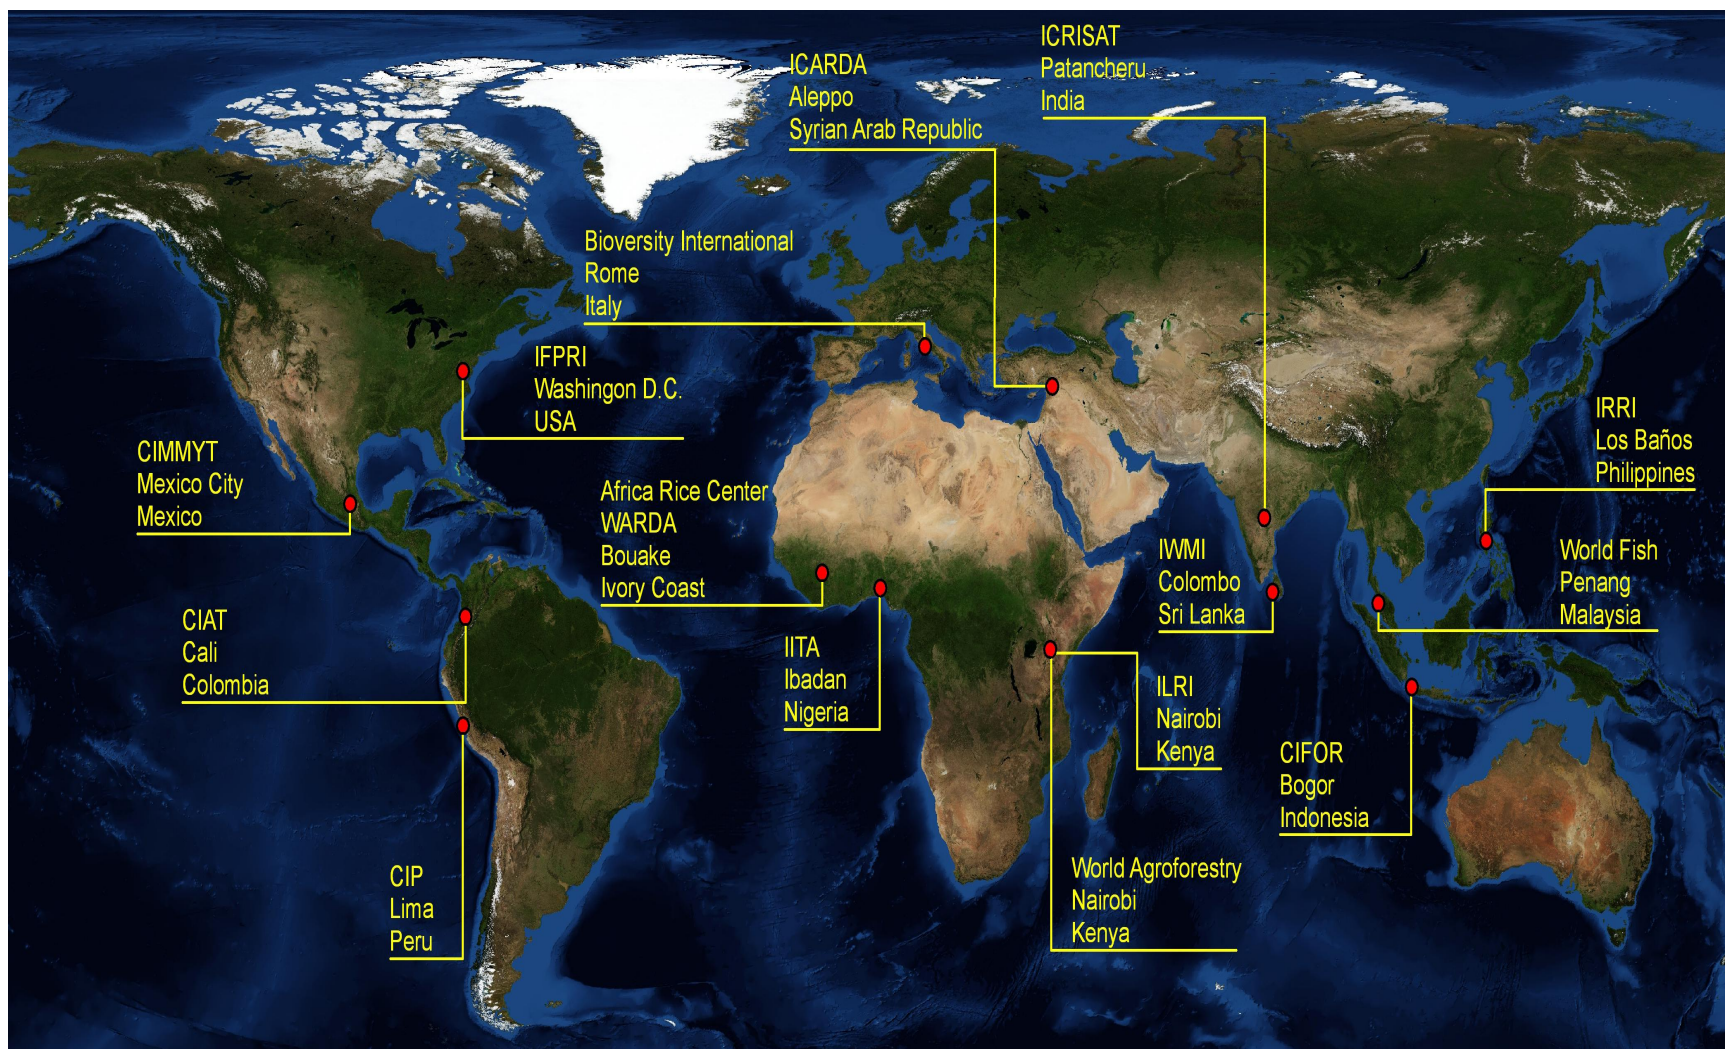 ICRISAT
Patancheru
India
ICARDA
Aleppo
Syrian Arab Republic
Bioversity International
Rome
Italy
IFPRI
Washingon D.C.
USA
IRRI
Los Baños
Philippines
CIMMYT
Mexico City
Mexico
Africa Rice Center
WARDA
Bouake
Ivory Coast
IWMI
Colombo
Sri Lanka
World Fish
Penang
Malaysia
CIAT
Cali
Colombia
IITA
Ibadan
Nigeria
ILRI
Nairobi
Kenya
CIFOR
Bogor
Indonesia
CIP
Lima
Peru
World Agroforestry
Nairobi
Kenya